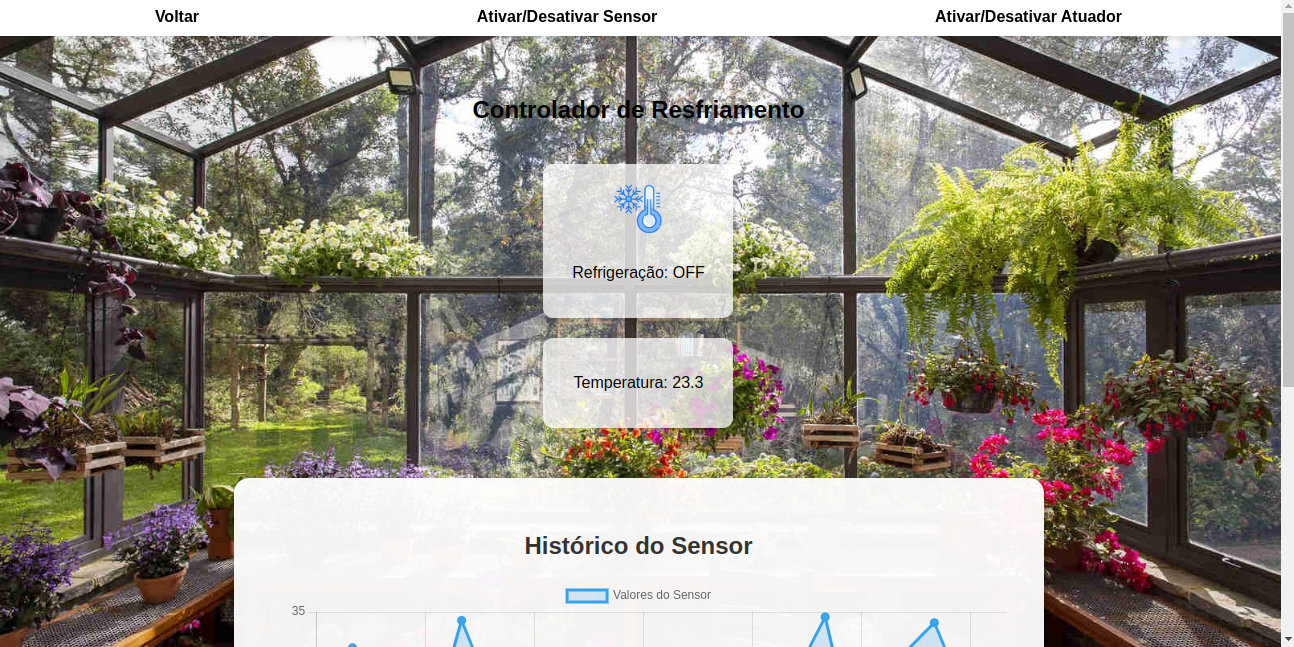 Voltar
Ativar/Desativar Sensor
Ativar/Desativar Atuador
Controlador de Resfriamento
Refrigeração: OFF
Temperatura: 23.3
Histórico do Sensor
Valores do Sensor
35